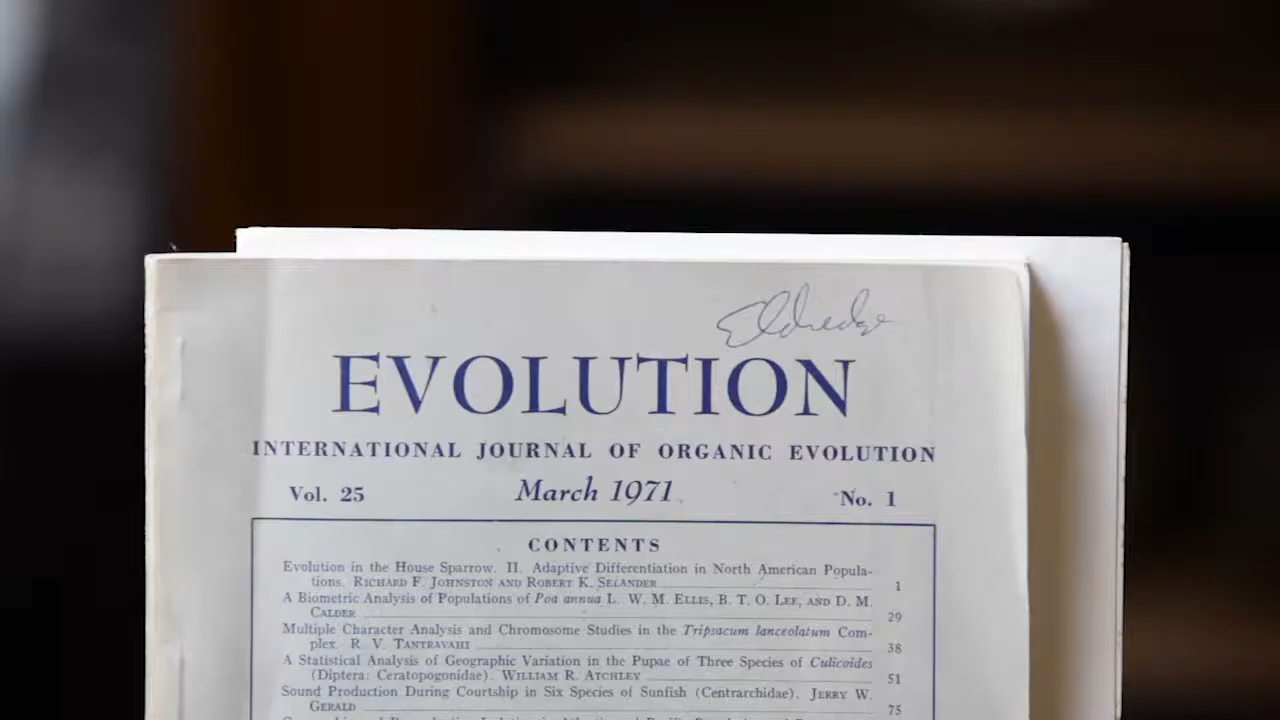 Eldredge
EVOLUTION
INTERNATIONAL JOURNAL OF ORGANIC EVOLUTION
Vol. 25 March 1971 No. 1
CONTENTS
Evolution in the House Sparrow. II. Adaptive Differentiation in North American Popula-
tions. RICHARD F. JOHNSTON AND ROBERT K. SELANDER 1
A Biometric Analysis of Populations of Poa annua L. W. M. ELLIS, B. T. O. LEE, AND D. M.
CALDER 29
Multiple Character Analysis and Chromosome Studies in the Tripsacum lanceolatum Com-
plex. R. V. TANTRAVAHI 38
A Statistical Analysis of Geographic Variation in the Pupae of Three Species of Culicoides
(Diptera: Ceratopogonidae). WILLIAM R. ATCHLEY 51
Sound Production During Courtship in Six Species of Sunfish (Centrarchidae). JERRY W.
GERALD 75